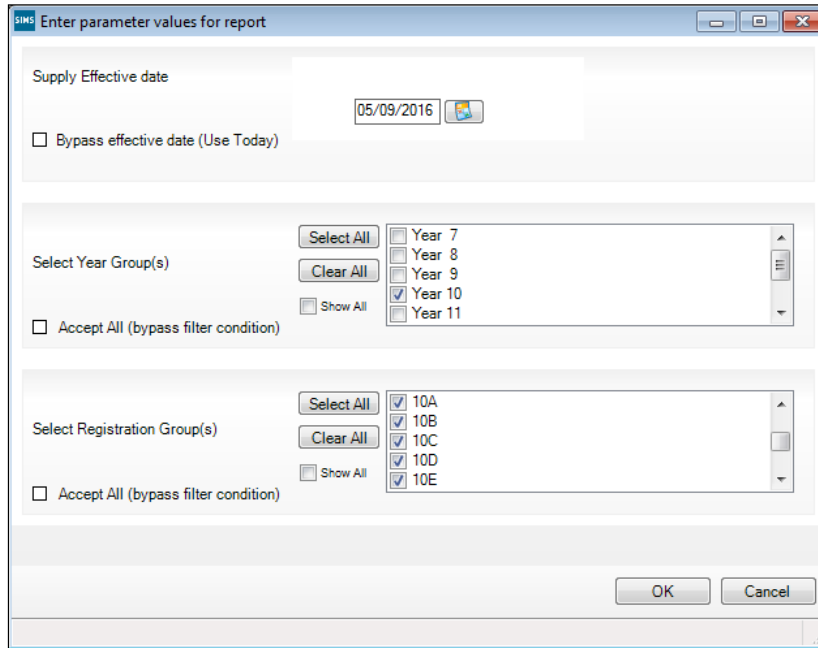 SIMS Enter parameter values for report
Supply Effective date
05/09/2016
Bypass effective date (Use Today)
Select Year Group(s)
Select All
Clear All
Show All
Year 7
Year 8
Year 9
Year 10
Year 11
Accept All (bypass filter condition)
Select Registration Group(s)
Select All
Clear All
Show All
10A
10B
10C
10D
10E
Accept All (bypass filter condition)
OK Cancel